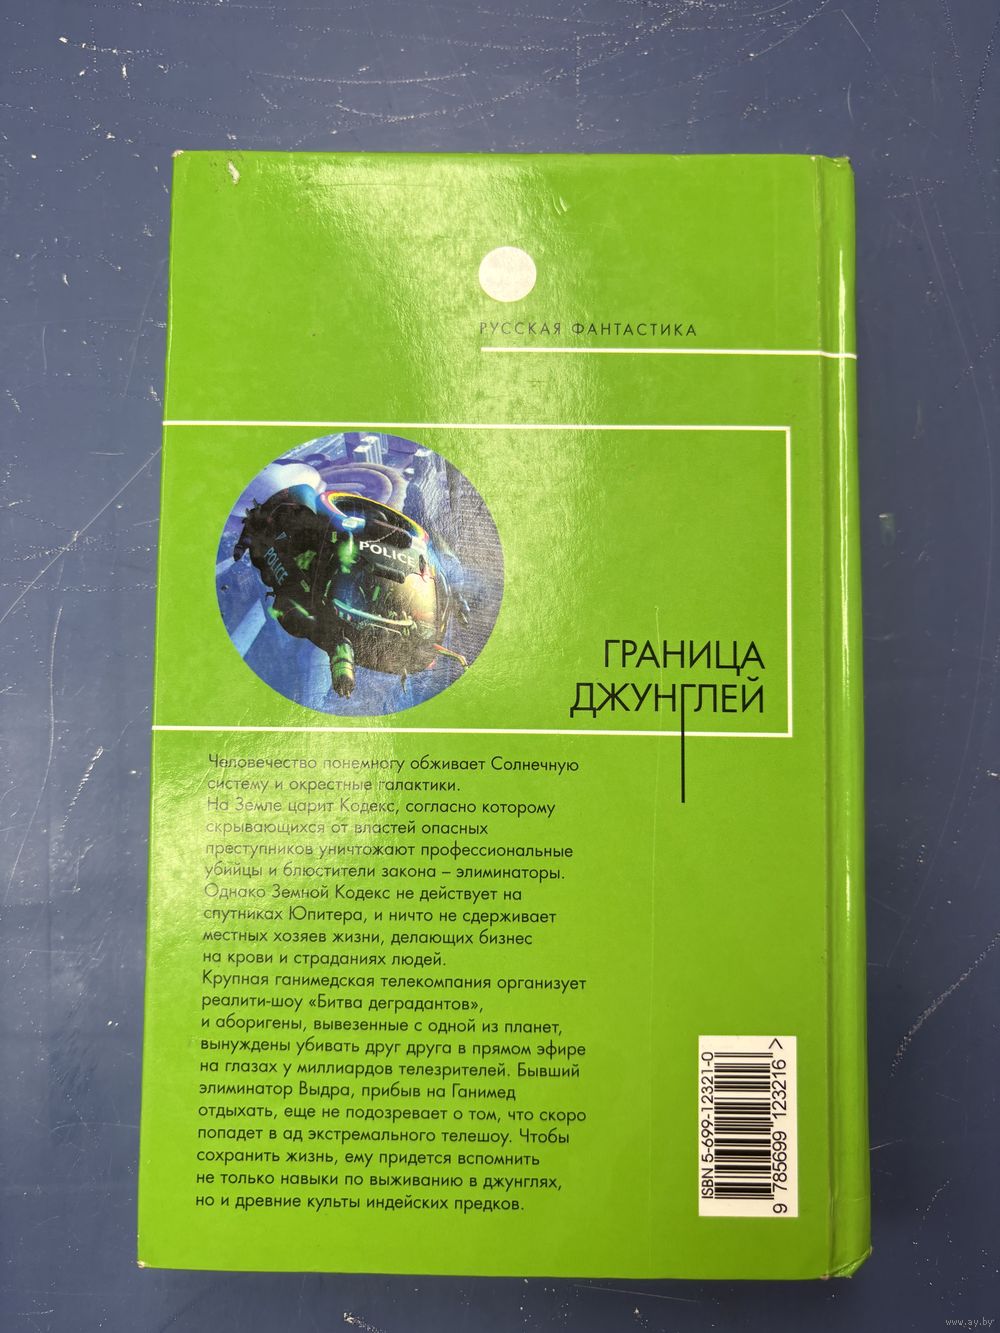 РУССКАЯ ФАНТАСТИКА
POLICE
POLICE
ГРАНИЦА
ДЖУНГЛЕЙ
Человечество понемногу обживает Солнечную
систему и окрестные галактики.
На Земле царит Кодекс, согласно которому
скрывающихся от властей опасных
преступников уничтожают профессиональные
убийцы и блюстители закона – элиминаторы.
Однако Земной Кодекс не действует на
спутниках Юпитера, и ничто не сдерживает
местных хозяев жизни, делающих бизнес
на крови и страданиях людей.
Крупная ганимедская телекомпания организует
реалити-шоу «Битва деградантов»,
и аборигены, вывезенные с одной из планет,
вынуждены убивать друг друга в прямом эфире
на глазах у миллиардов телезрителей. Бывший
элиминатор Выдра, прибыв на Ганимед
отдыхать, еще не подозревает о том, что скоро
попадет в ад экстремального телешоу. Чтобы
сохранить жизнь, ему придется вспомнить
не только навыки по выживанию в джунглях,
но и древние культы индейских предков.
ISBN 5-699-12321-0
9 785699 123216 >
www.ay.by